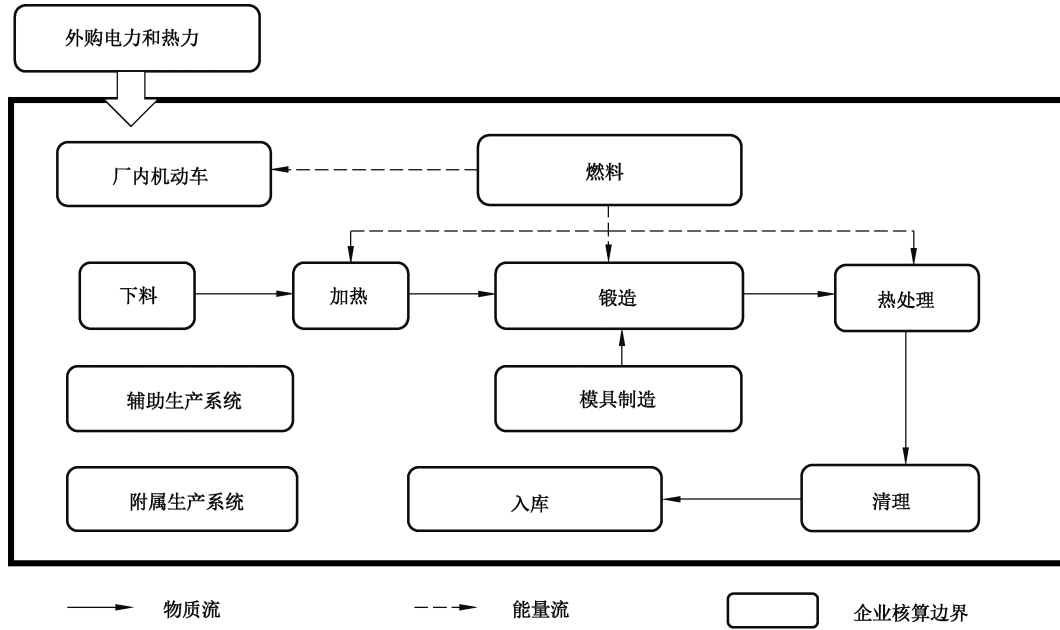 外购电力和热力
厂内机动车
燃料
下料
加热
锻造
热处理
辅助生产系统
模具制造
附属生产系统
入库
清理
物质流
能量流
企业核算边界